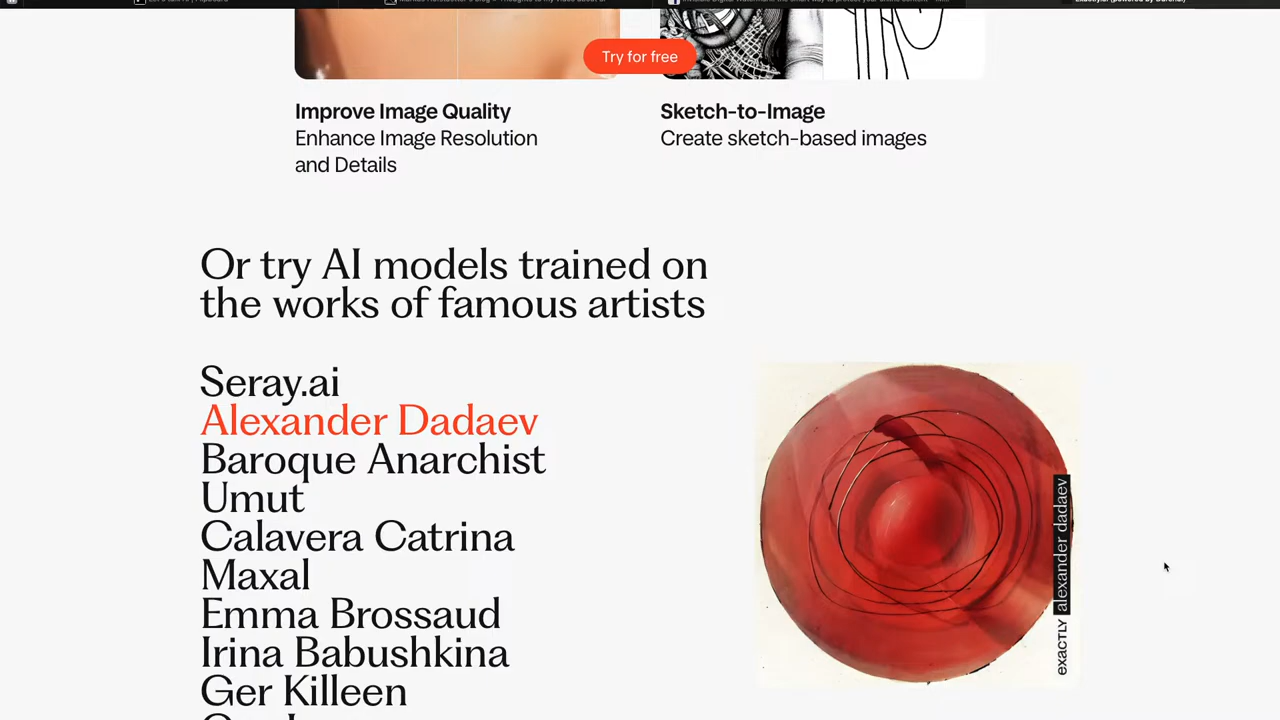 Try for free
Improve Image Quality
Enhance Image Resolution
and Details
Sketch-to-Image
Create sketch-based images
Or try AI models trained on
the works of famous artists
Seray.ai
Alexander Dadaev
Baroque Anarchist
Umut
Calavera Catrina
Maxal
Emma Brossaud
Irina Babushkina
Ger Killeen
EXACTLY alexander dadaev